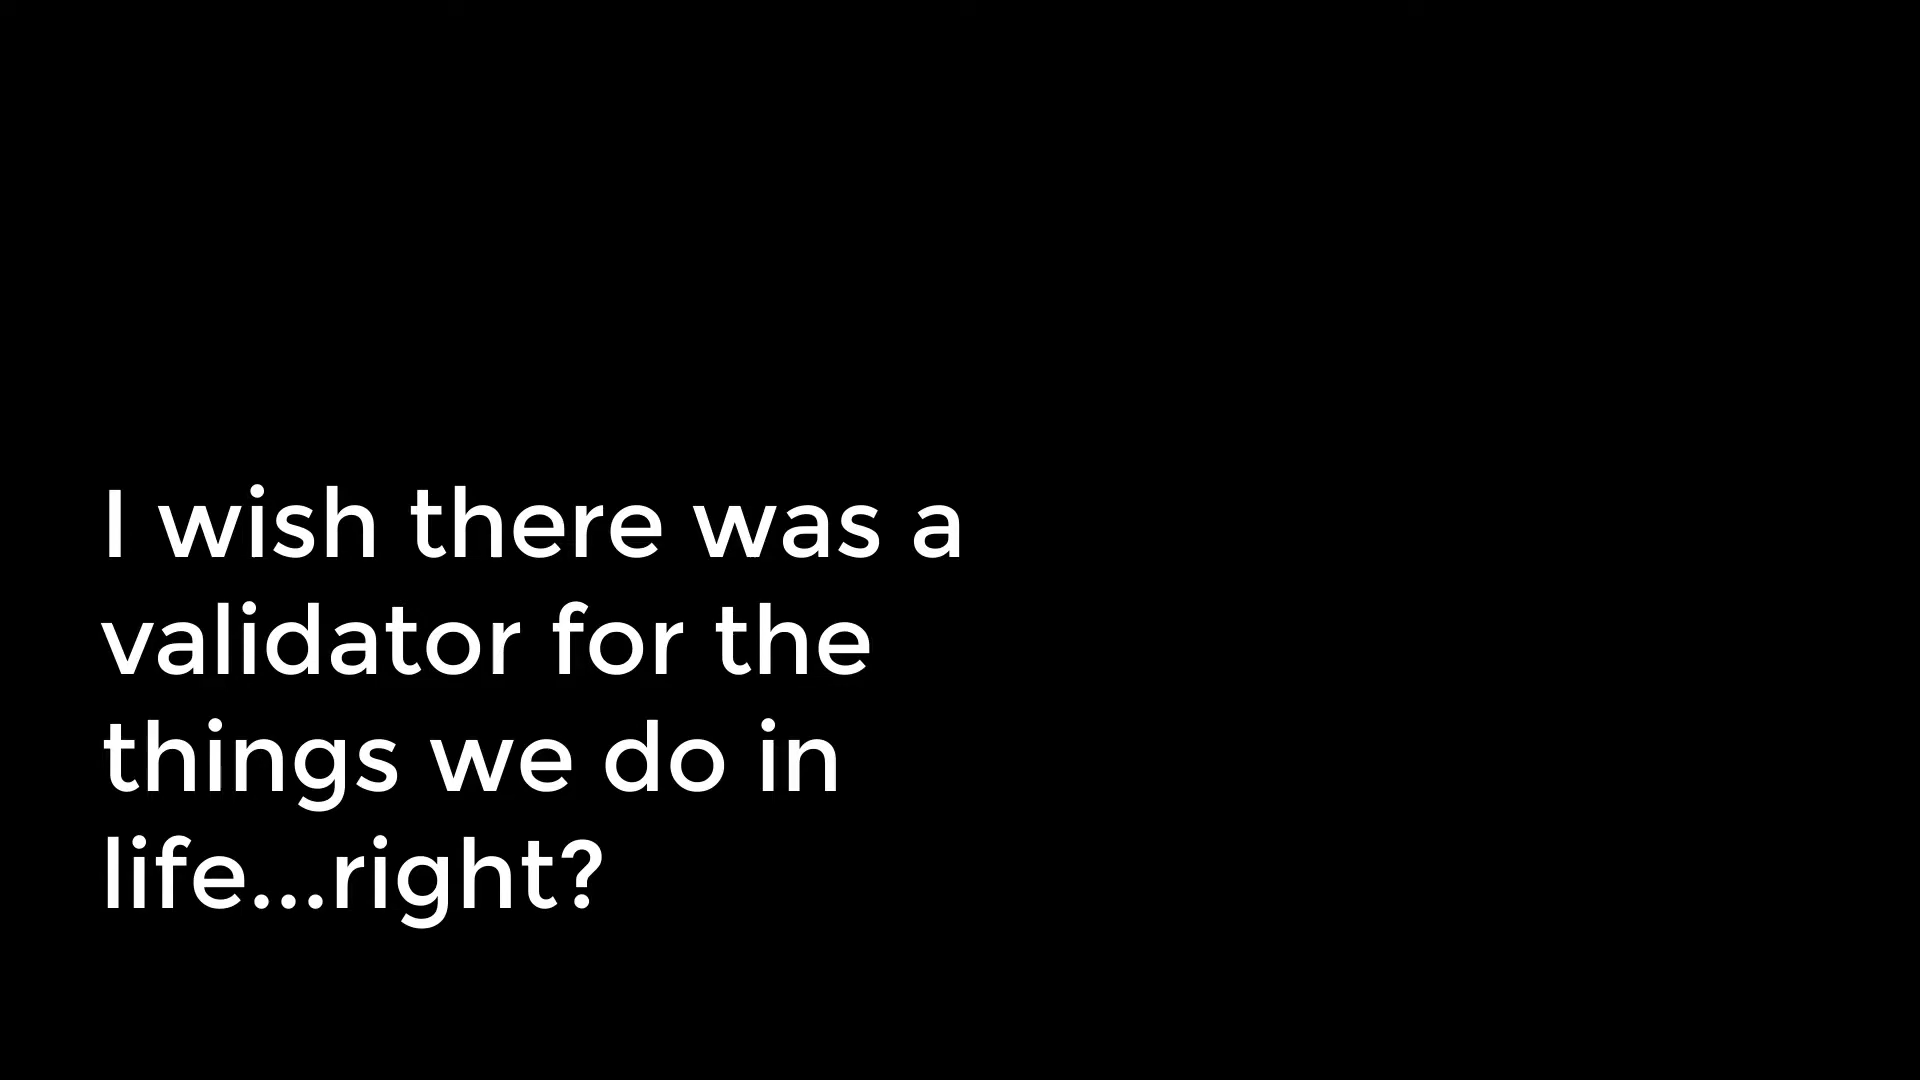 I wish there was a
validator for the
things we do in
life...right?